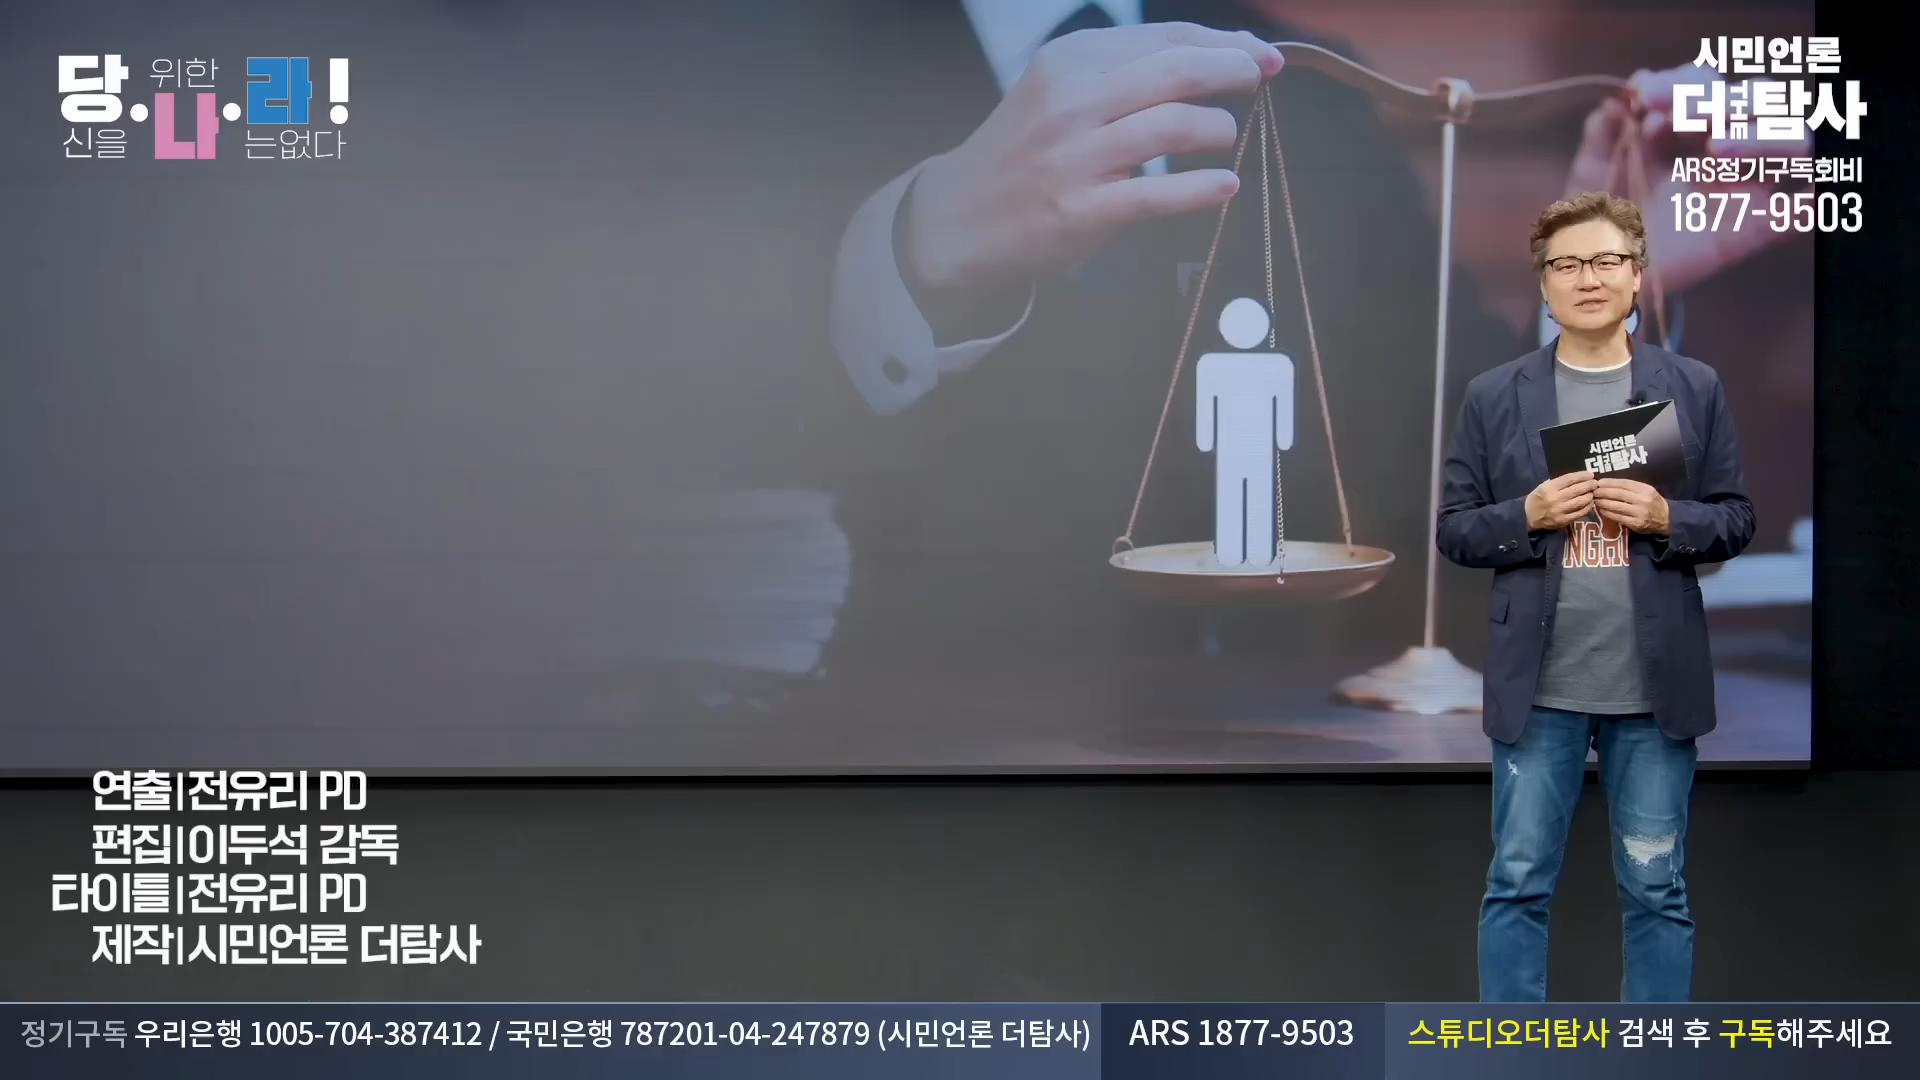 당.위한나.라!
신을 는없다
시민언론
더탐사
THE
ARS정기구독회비
1877-9503
시민언론
더탐사
NGH
연출|전유리 PD
편집|이두석 감독
타이틀|전유리 PD
제작|시민언론 더탐사
정기구독 우리은행 1005-704-387412 / 국민은행 787201-04-247879 (시민언론 더탐사)
ARS 1877-9503
스튜디오더탐사 검색 후 구독해주세요